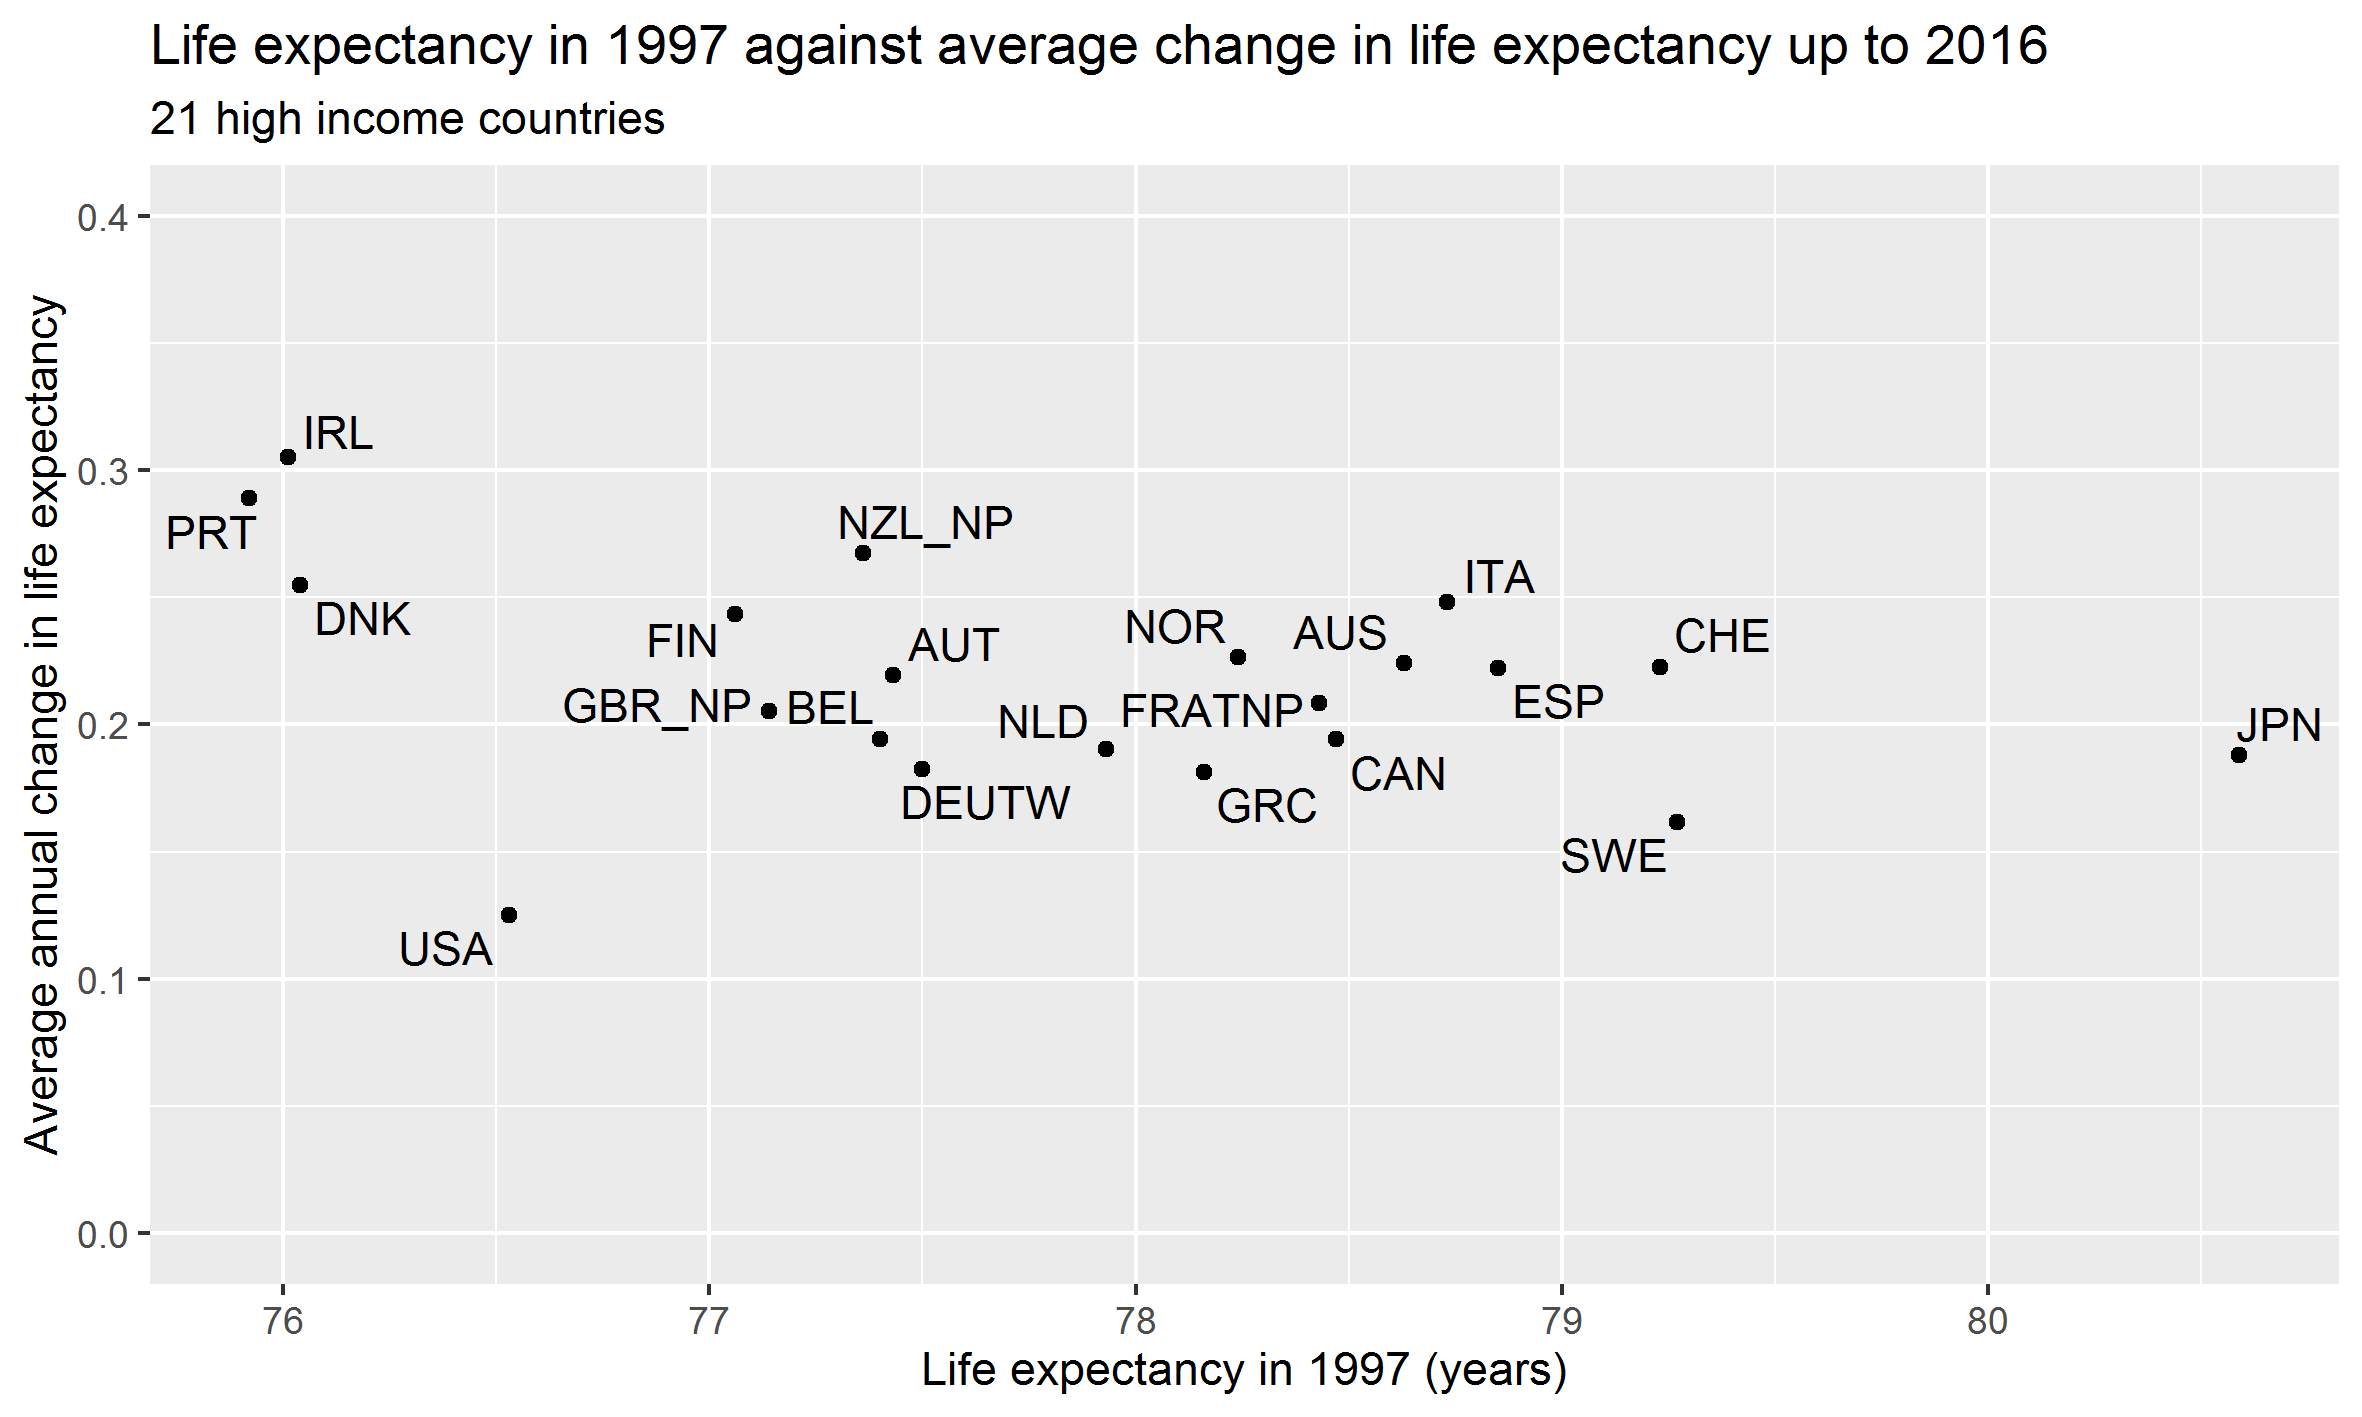 Life expectancy in 1997 against average change in life expectancy up to 2016
21 high income countries
Average annual change in life expectancy
0.4
0.3
0.2
0.1
0.0
IRL
PRT
DNK
NZL_NP
FIN
AUT
GBR_NP
BEL
DEUTW
NLD
NOR
FRATNP
GRC
AUS
CAN
ITA
ESP
CHE
SWE
JPN
USA
76
77
78
79
80
Life expectancy in 1997 (years)